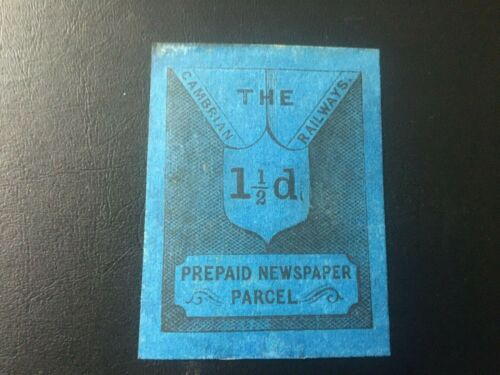 THE
CAMBRIAN
RAILWAYS.
1½d.
PREPAID NEWSPAPER
PARCEL